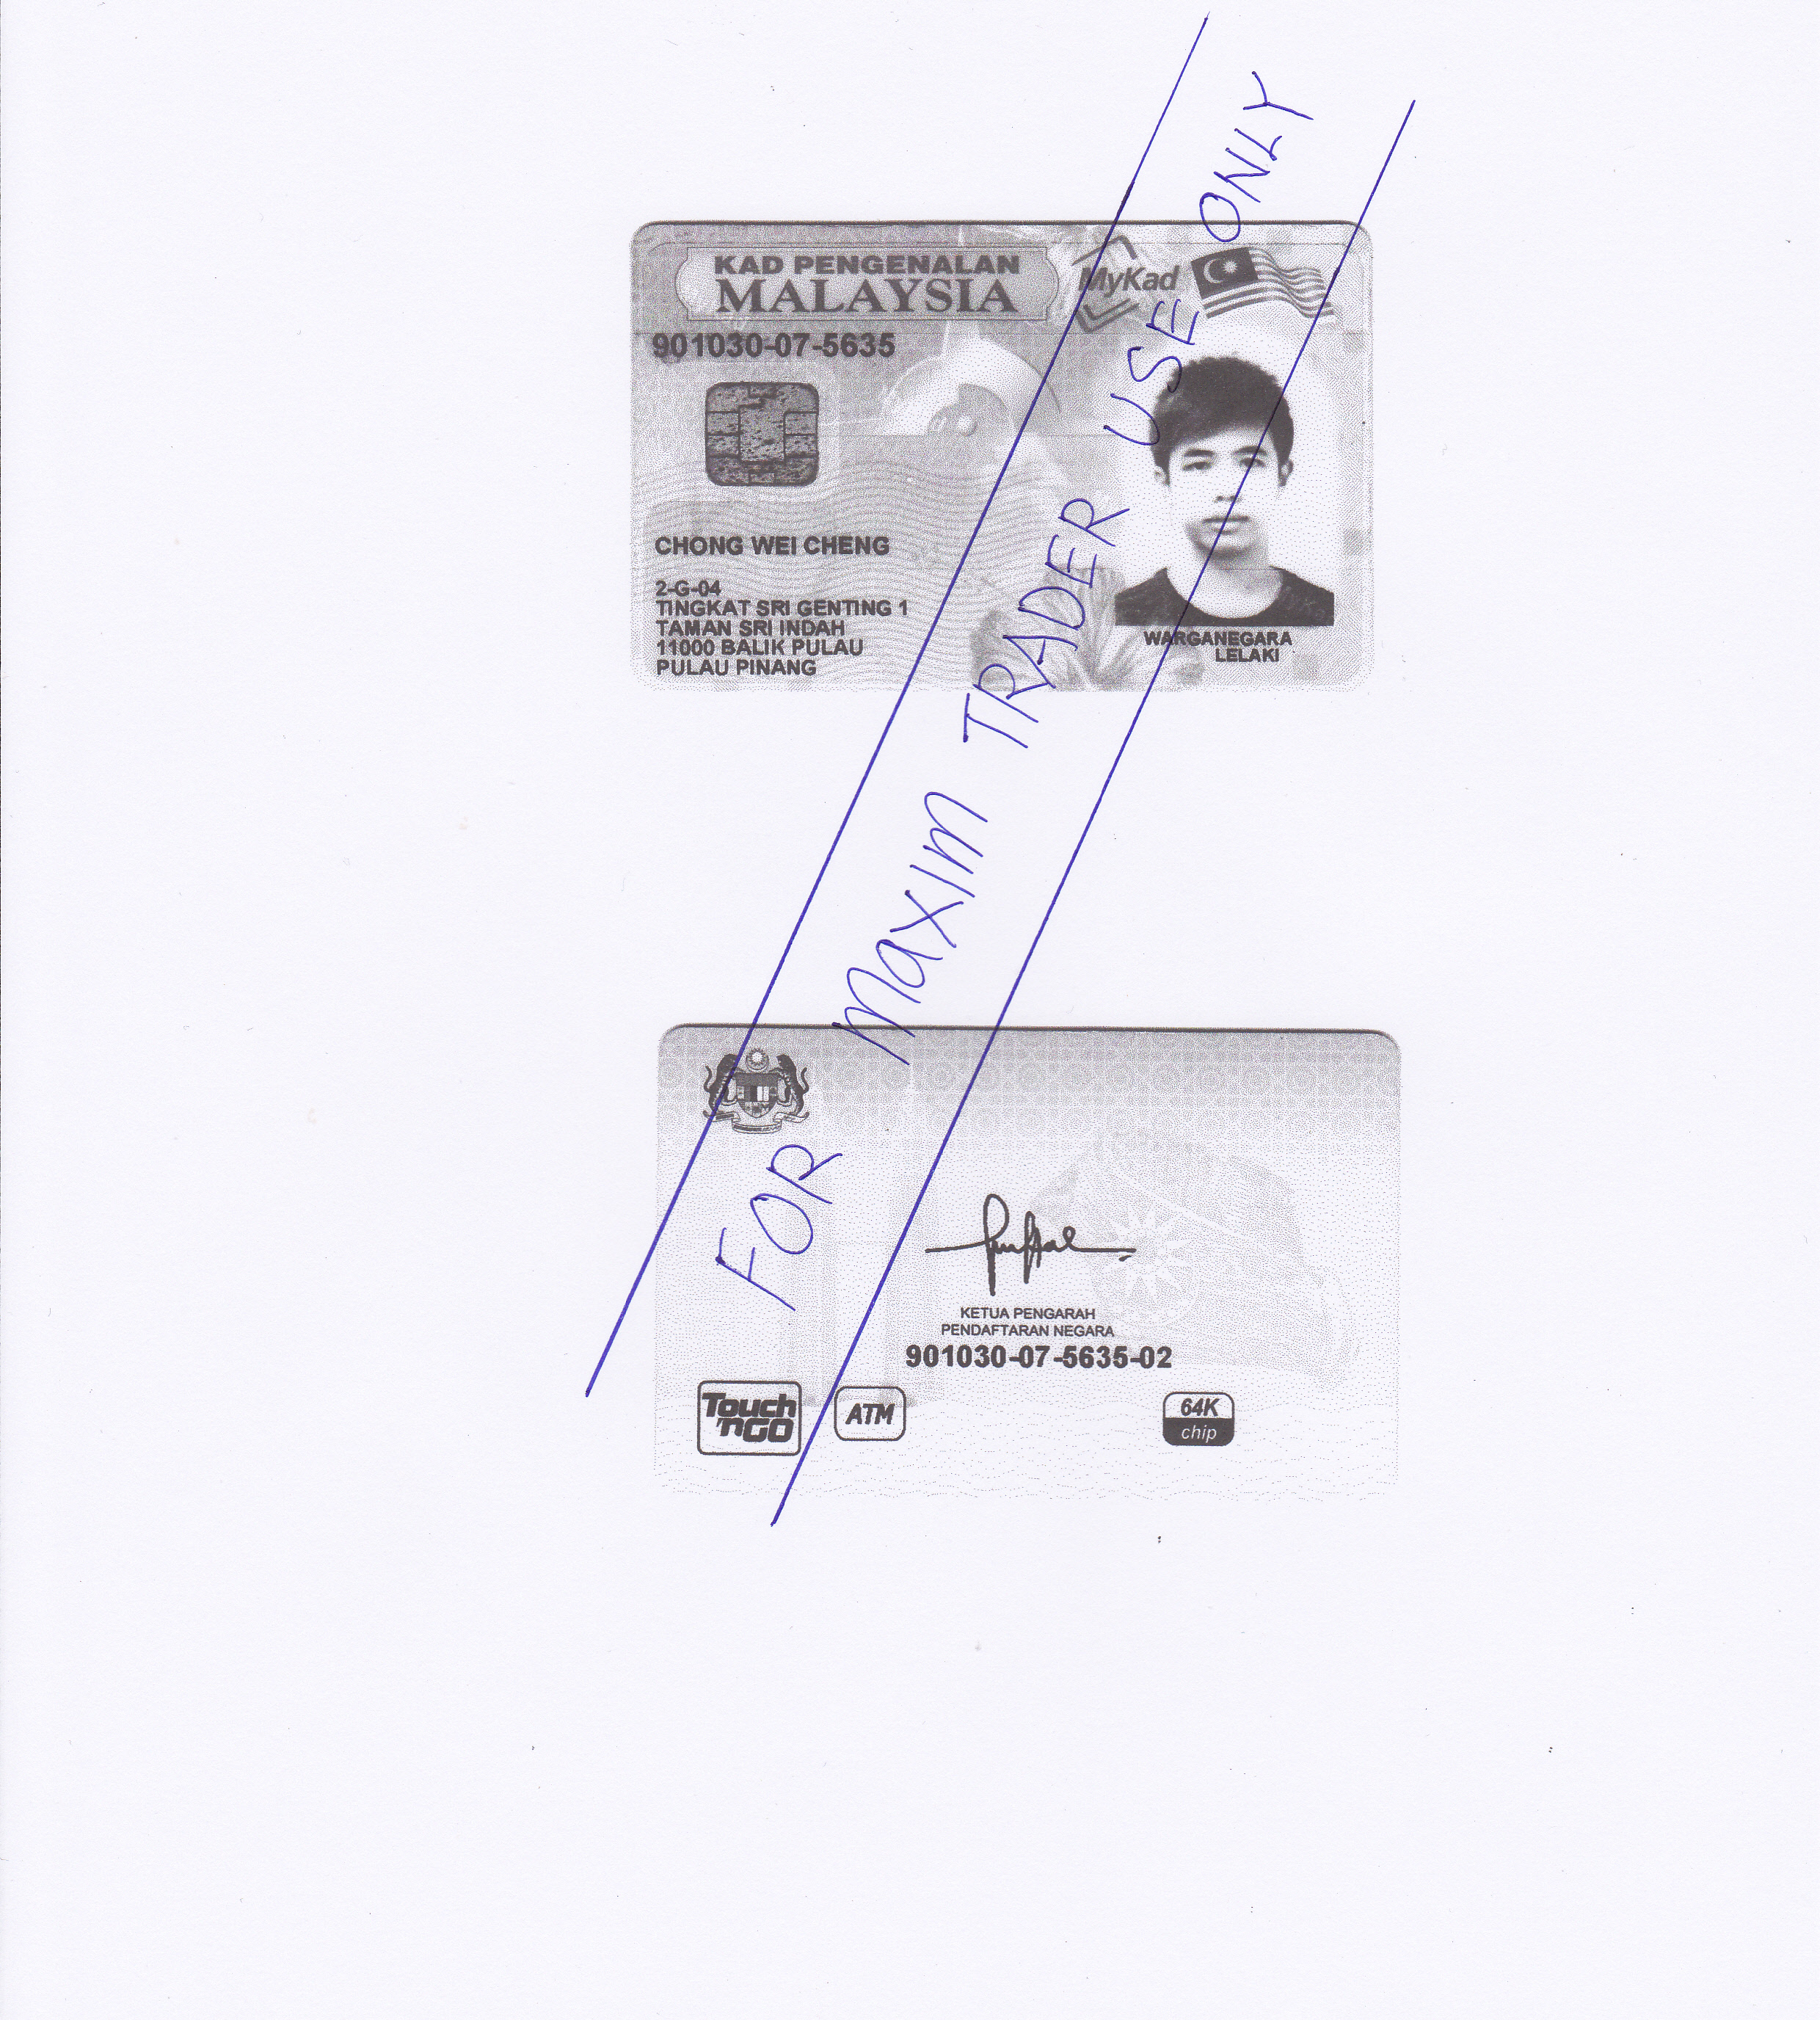 KAD PENGENALAN
MALAYSIA
MyKad
901030-07-5635
CHONG WEI CHENG
2-G-04
TINGKAT SRI GENTING 1
TAMAN SRI INDAH
11000 BALIK PULAU
PULAU PINANG
WARGANEGARA
LELAKI
FOR MAXIM TRADER USE ONLY
KETUA PENGARAH
PENDAFTARAN NEGARA
901030-07-5635-02
Touch 'nGO
ATM
64K
chip